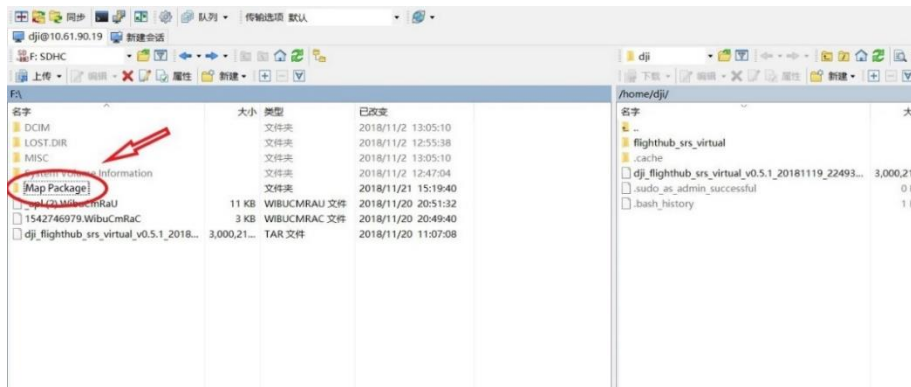 同步 队列 传输选项 默认
dji@10.61.90.19 新建会话
F: SDHC dji
上传 编辑 属性 新建 下载 编辑 属性 新建
F:\ /home/dji/
名字 大小 类型 已改变 名字
DCIM 文件夹 2018/11/2 13:05:10 ..
LOST.DIR 文件夹 2018/11/2 12:55:38 flighthub_srs_virtual
MISC 文件夹 2018/11/2 13:05:10 .cache
System Volume Information 文件夹 2018/11/2 12:47:04 dji_flighthub_srs_virtual_v0.5.1_20181119_22493... 3,000,21
Map Package 文件夹 2018/11/21 15:19:40 .sudo_as_admin_successful
11 KB WIBUCMRAU 文件 2018/11/20 20:51:32 .bash_history
1542746979.WibuCmRaC 3 KB WIBUCMRAC 文件 2018/11/20 20:49:40
dji_flighthub_srs_virtual_v0.5.1_2018... 3,000,21... TAR 文件 2018/11/20 11:07:08